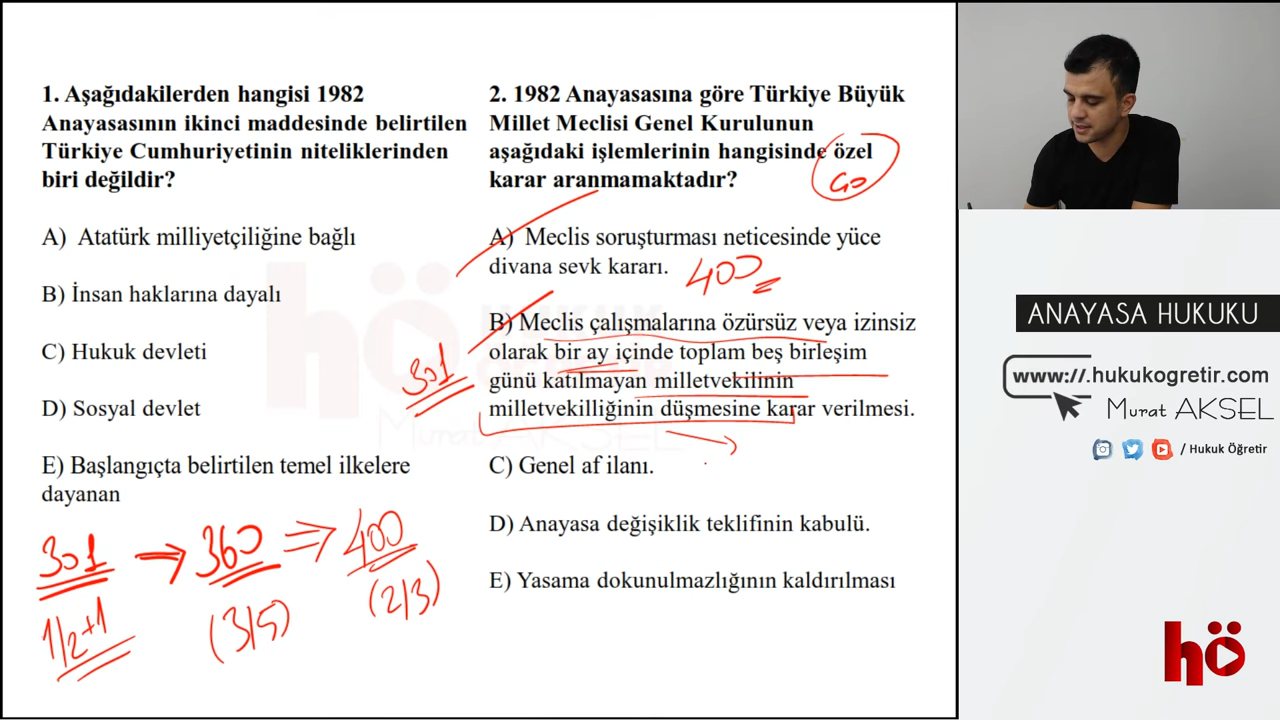 1. Aşağıdakilerden hangisi 1982
Anayasasının ikinci maddesinde belirtilen
Türkiye Cumhuriyetinin niteliklerinden
biri değildir?
A) Atatürk milliyetçiliğine bağlı
B) İnsan haklarına dayalı
C) Hukuk devleti
D) Sosyal devlet
E) Başlangıçta belirtilen temel ilkelere
dayanan
301 → 360 ⇒ 400
1/2+1 (3/5) (2/3)
2. 1982 Anayasasına göre Türkiye Büyük
Millet Meclisi Genel Kurulunun
aşağıdaki işlemlerinin hangisinde özel
karar aranmamaktadır?
A) Meclis soruşturması neticesinde yüce
divana sevk kararı.
400
B) Meclis çalışmalarına özürsüz veya izinsiz
olarak bir ay içinde toplam beş birleşim
301
günü katılmayan milletvekilinin
milletvekilliğinin düşmesine karar verilmesi.
C) Genel af ilanı.
D) Anayasa değişiklik teklifinin kabulü.
E) Yasama dokunulmazlığının kaldırılması
ANAYASA HUKUKU
www://.hukukogretir.com
Murat AKSEL
/ Hukuk Öğretir
hö
hö
Murat AKSEL